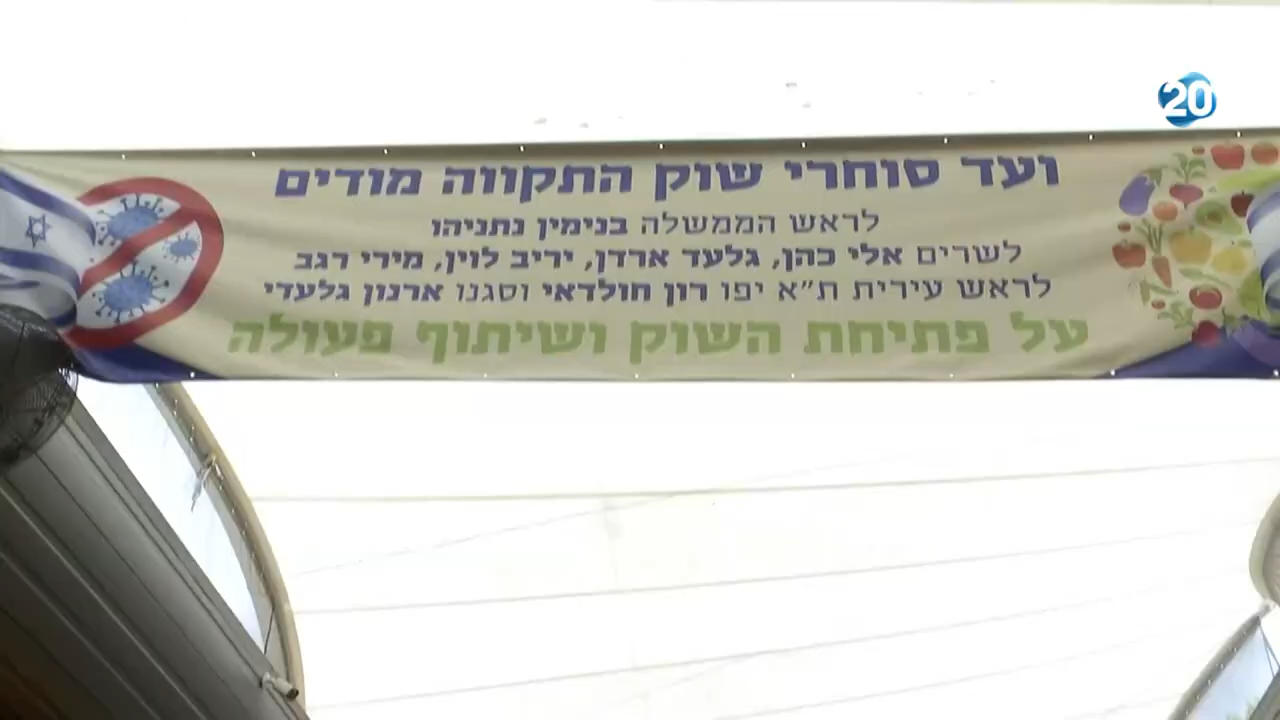 20
ועד סוחרי שוק התקווה מודים
לראש הממשלה בנימין נתניהו
לשרים אלי כהן, גלעד ארדן, יריב לוין, מירי רגב
לראש עירית ת״א יפו רון חולדאי וסגנו ארנון גלעדי
על פתיחת השוק ושיתוף פעולה